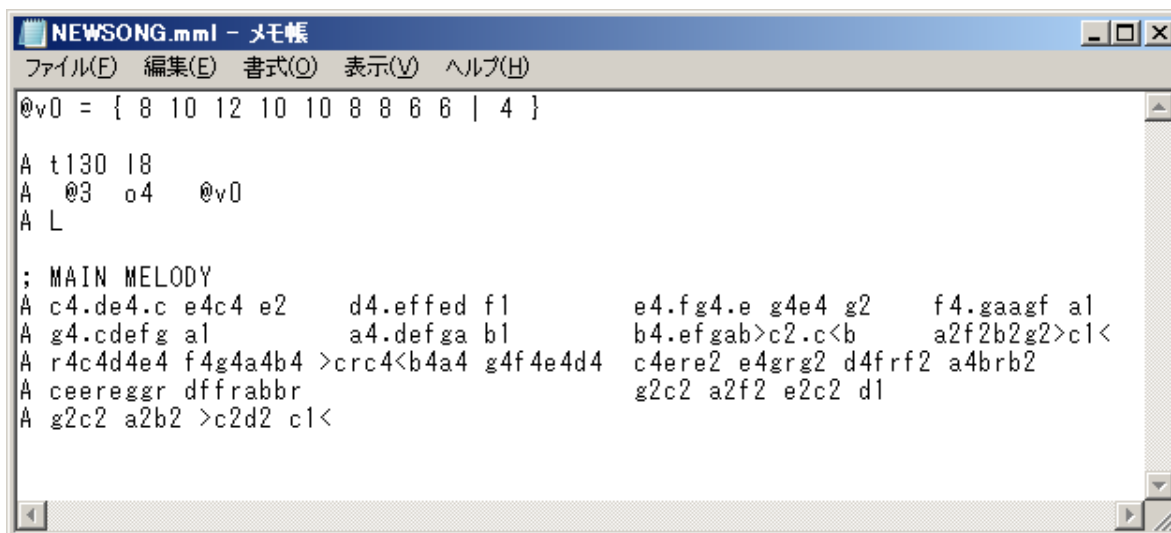 NEWSONG.mml - メモ帳
ファイル(F) 編集(E) 書式(O) 表示(V) ヘルプ(H)
@v0 = { 8 10 12 10 10 8 8 6 6 | 4 }
A t130 l8
A @3 o4 @v0
A L
; MAIN MELODY
A c4.de4.c e4c4 e2 d4.effed f1 e4.fg4.e g4e4 g2 f4.gaagf a1
A g4.cdefg a1 a4.defga b1 b4.efgab>c2.c<b a2f2b2g2>c1<
A r4c4d4e4 f4g4a4b4 >crc4<b4a4 g4f4e4d4 c4ere2 e4grg2 d4frf2 a4brb2
A ceereggr dffrabbr g2c2 a2f2 e2c2 d1
A g2c2 a2b2 >c2d2 c1<